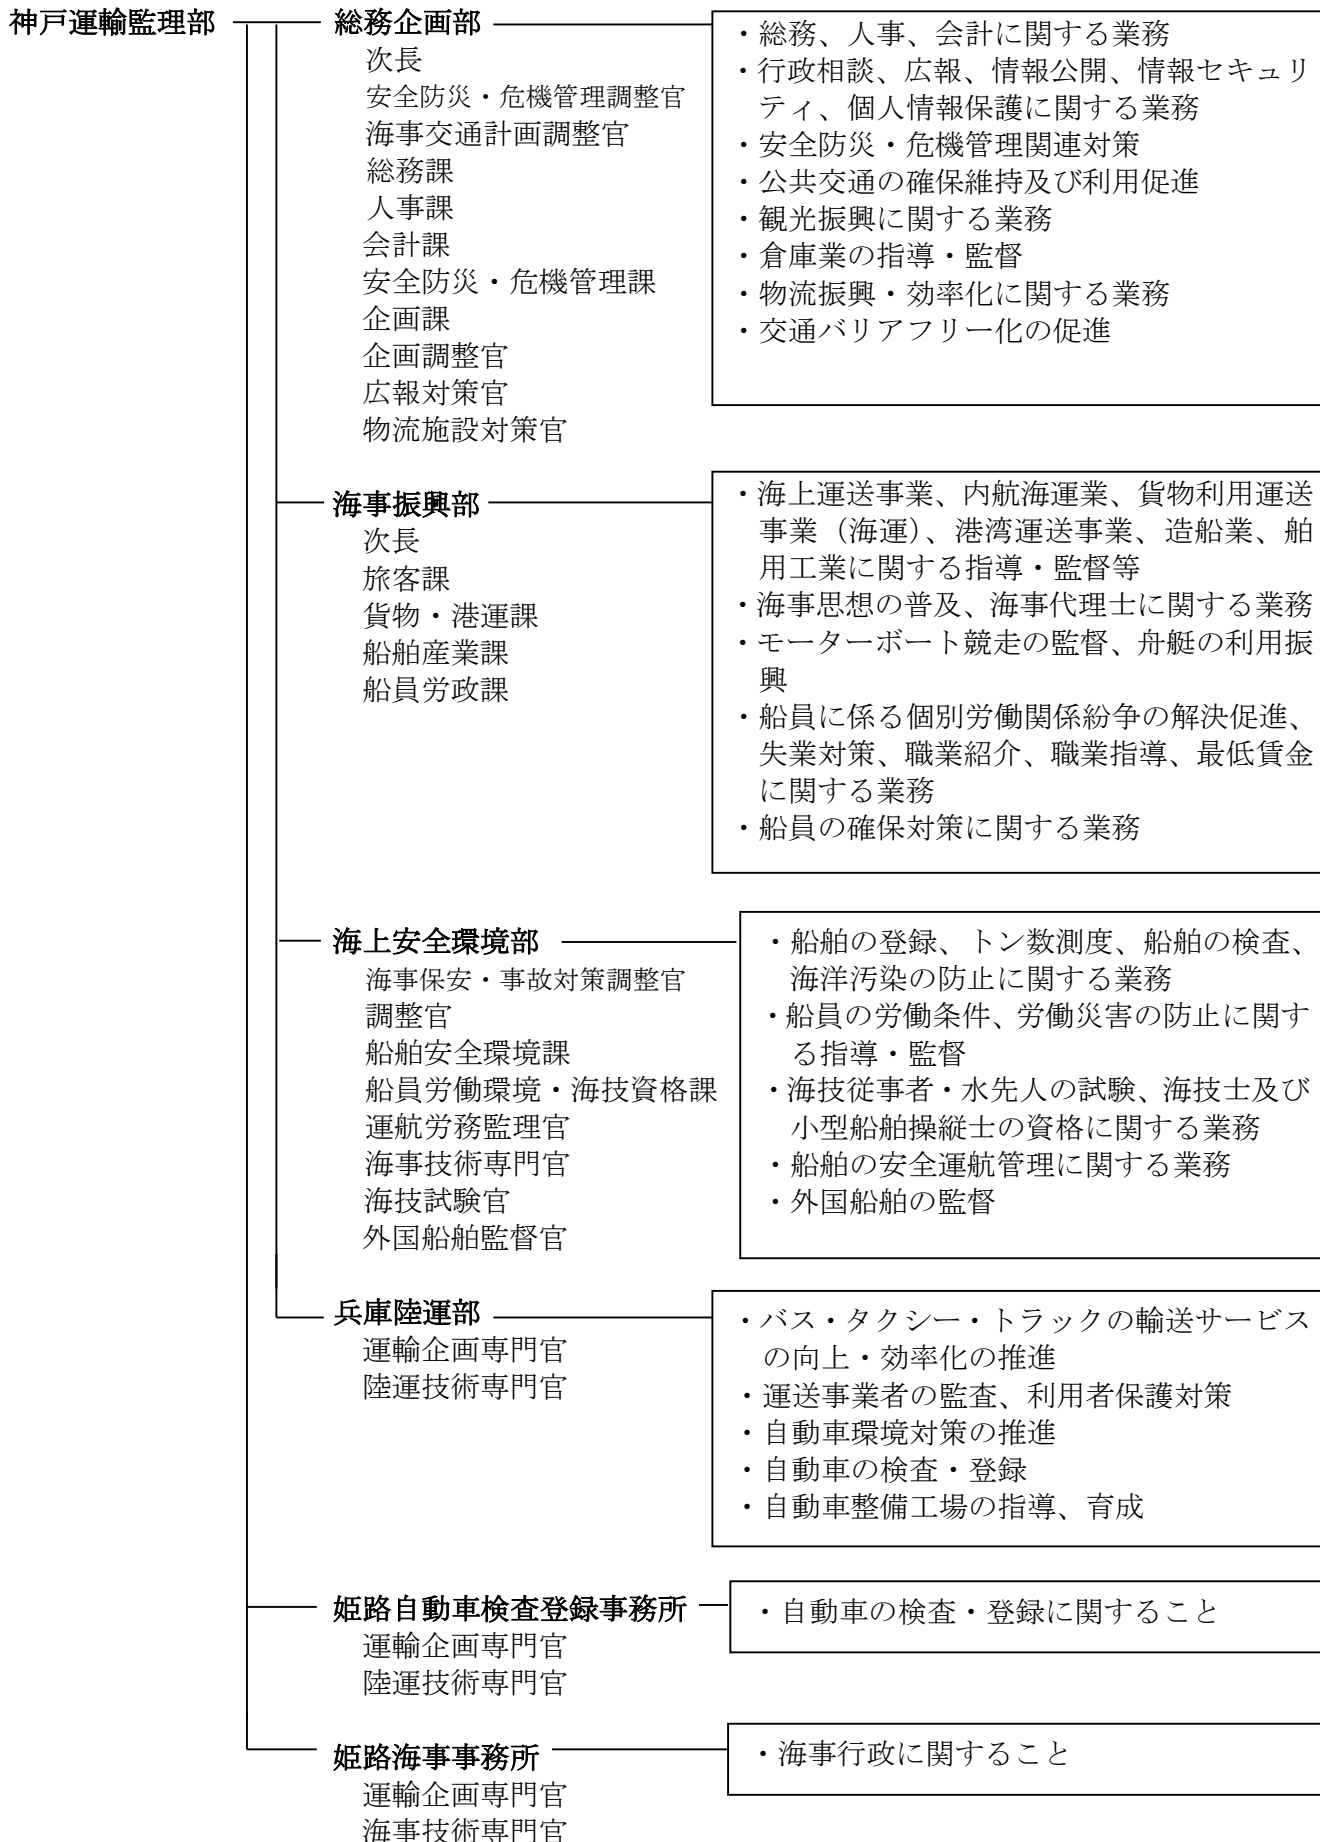 神戸運輸監理部
総務企画部
次長
安全防災・危機管理調整官
海事交通計画調整官
総務課
人事課
会計課
安全防災・危機管理課
企画課
企画調整官
広報対策官
物流施設対策官
・総務、人事、会計に関する業務
・行政相談、広報、情報公開、情報セキュリ
ティ、個人情報保護に関する業務
・安全防災・危機管理関連対策
・公共交通の確保維持及び利用促進
・観光振興に関する業務
・倉庫業の指導・監督
・物流振興・効率化に関する業務
・交通バリアフリー化の促進
海事振興部
次長
旅客課
貨物・港運課
船舶産業課
船員労政課
・海上運送事業、内航海運業、貨物利用運送
事業（海運）、港湾運送事業、造船業、舶
用工業に関する指導・監督等
・海事思想の普及、海事代理士に関する業務
・モーターボート競走の監督、舟艇の利用振
興
・船員に係る個別労働関係紛争の解決促進、
失業対策、職業紹介、職業指導、最低賃金
に関する業務
・船員の確保対策に関する業務
海上安全環境部
海事保安・事故対策調整官
調整官
船舶安全環境課
船員労働環境・海技資格課
運航労務監理官
海事技術専門官
海技試験官
外国船舶監督官
・船舶の登録、トン数測度、船舶の検査、
海洋汚染の防止に関する業務
・船員の労働条件、労働災害の防止に関す
る指導・監督
・海技従事者・水先人の試験、海技士及び
小型船舶操縦士の資格に関する業務
・船舶の安全運航管理に関する業務
・外国船舶の監督
兵庫陸運部
運輸企画専門官
陸運技術専門官
・バス・タクシー・トラックの輸送サービス
の向上・効率化の推進
・運送事業者の監査、利用者保護対策
・自動車環境対策の推進
・自動車の検査・登録
・自動車整備工場の指導、育成
姫路自動車検査登録事務所
運輸企画専門官
陸運技術専門官
・自動車の検査・登録に関すること
姫路海事事務所
運輸企画専門官
海事技術専門官
・海事行政に関すること